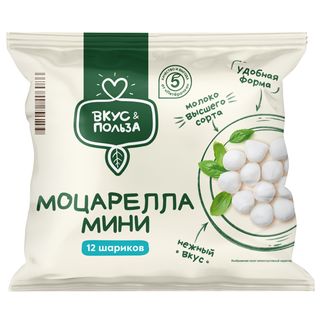 ВКУС &
ПОЛЬЗА
5
молоко
высшего
сорта
удобная
форма
МОЦАРЕЛЛА
МИНИ
12 шариков
нежный
вкус